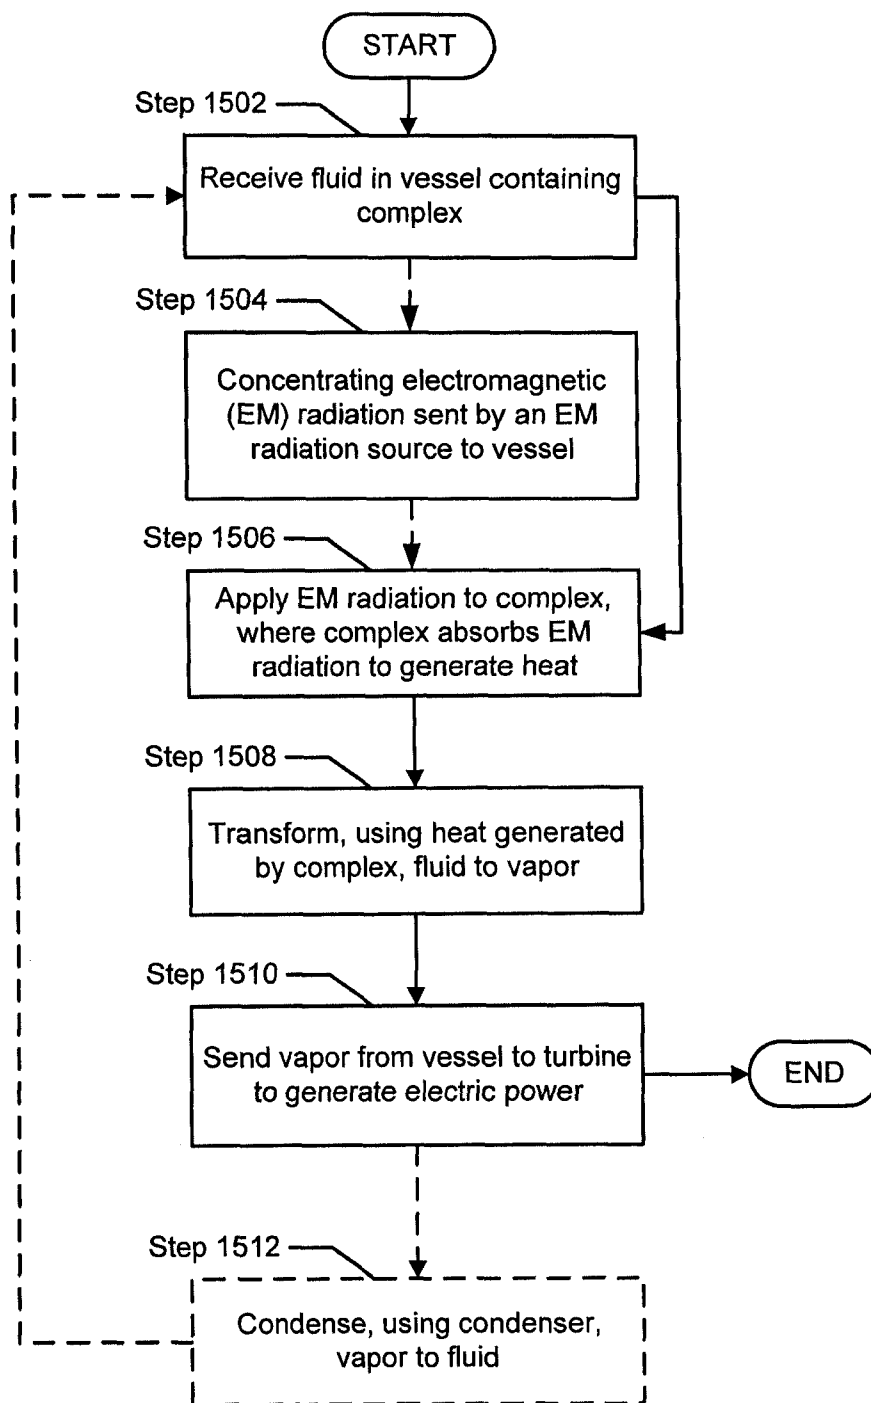 START
Step 1502
Receive fluid in vessel containing
complex
Step 1504
Concentrating electromagnetic
(EM) radiation sent by an EM
radiation source to vessel
Step 1506
Apply EM radiation to complex,
where complex absorbs EM
radiation to generate heat
Step 1508
Transform, using heat generated
by complex, fluid to vapor
Step 1510
Send vapor from vessel to turbine
to generate electric power
END
Step 1512
Condense, using condenser,
vapor to fluid